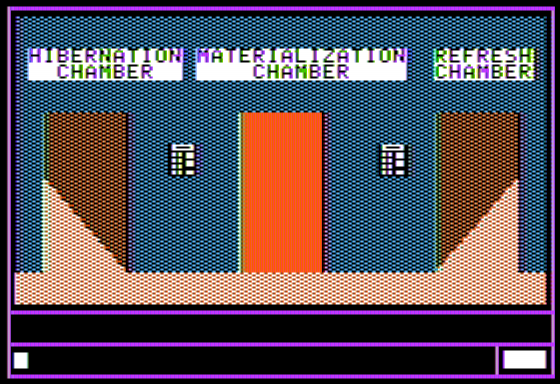 HIBERNATION
CHAMBER
MATERIALIZATION
CHAMBER
REFRESH
CHAMBER